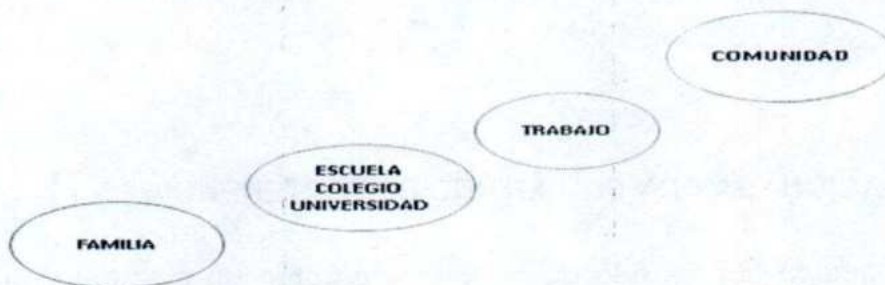 COMUNIDAD
TRABAJO
ESCUELA
COLEGIO
UNIVERSIDAD
FAMILIA